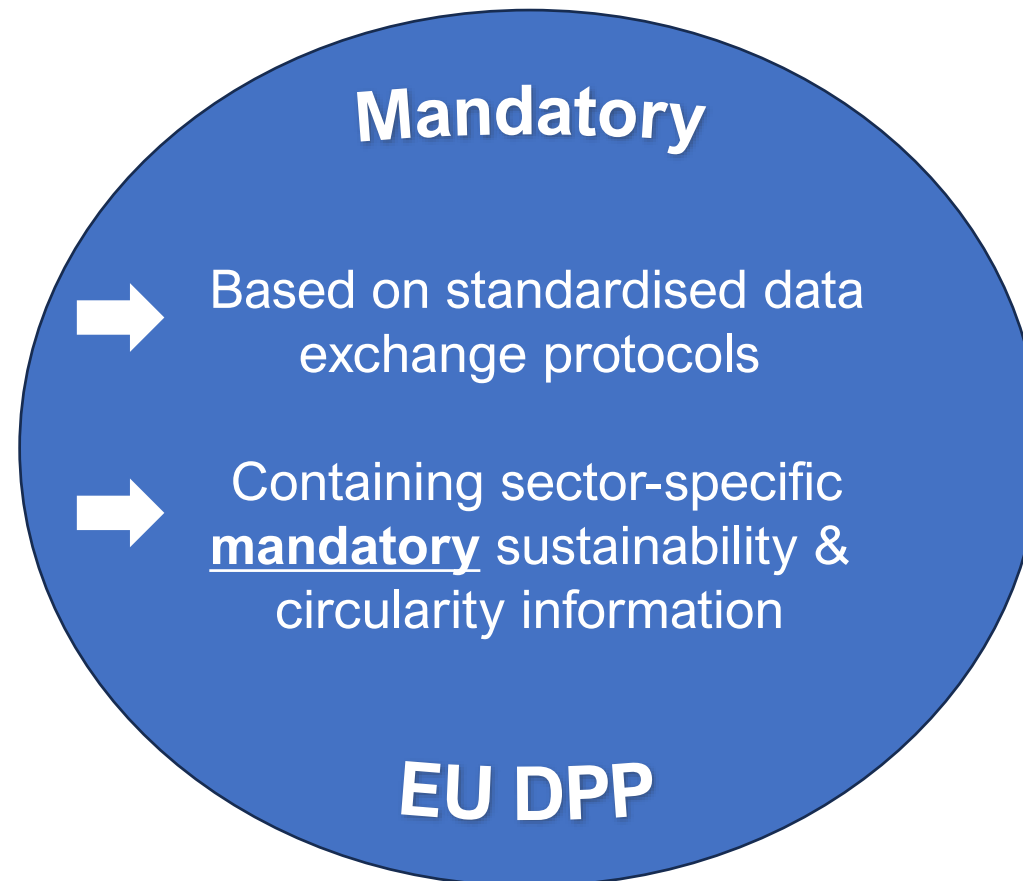 Mandatory
Based on standardised data
exchange protocols
Containing sector-specific
mandatory sustainability &
circularity information
EU DPP